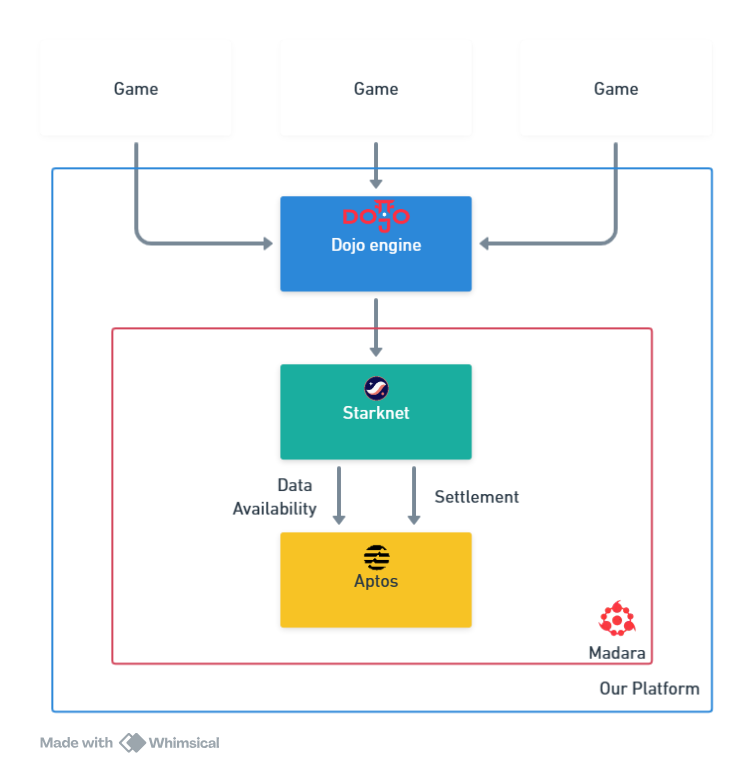 Game
Game
Game
DOJO
Dojo engine
Starknet
Data
Availability
Settlement
Aptos
Madara
Our Platform
Made with Whimsical